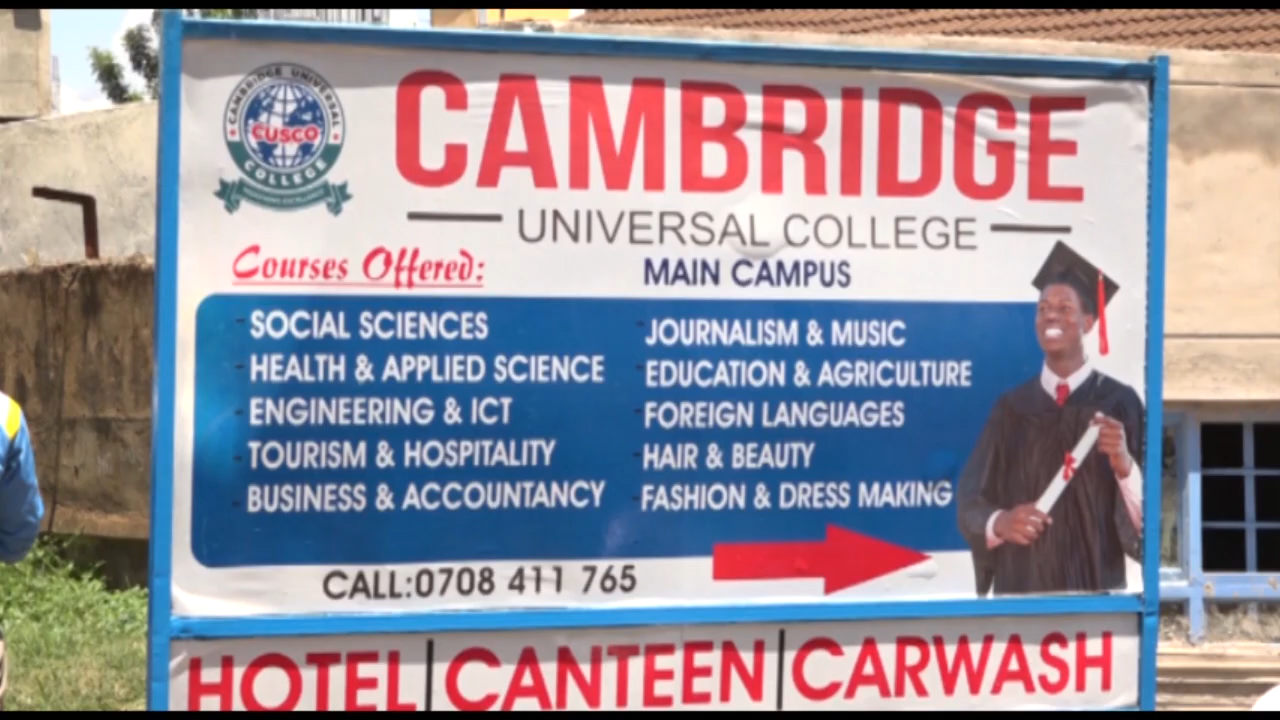 CAMBRIDGE UNIVERSAL
CUSCO
COLLEGE
CAMBRIDGE
UNIVERSAL COLLEGE
MAIN CAMPUS
Courses Offered:
- SOCIAL SCIENCES
- HEALTH & APPLIED SCIENCE
- ENGINEERING & ICT
- TOURISM & HOSPITALITY
- BUSINESS & ACCOUNTANCY
- JOURNALISM & MUSIC
- EDUCATION & AGRICULTURE
- FOREIGN LANGUAGES
- HAIR & BEAUTY
- FASHION & DRESS MAKING
CALL:0708 411 765
HOTEL|CANTEEN|CARWASH